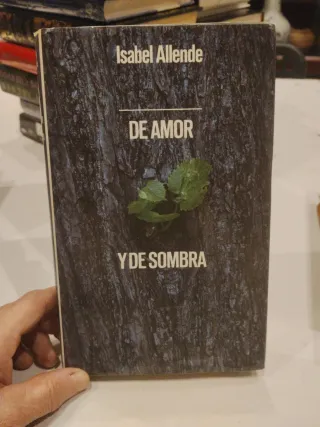 Isabel Allende
DE AMOR
Y DE SOMBRA